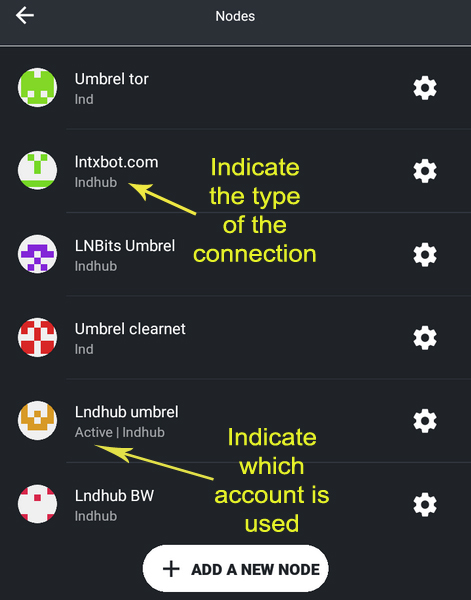 Nodes
Umbrel tor
lnd
lntxbot.com
lndhub
Indicate
the type
of the
connection
LNBits Umbrel
lndhub
Umbrel clearnet
lnd
Lndhub umbrel
Active | lndhub
Indicate
which
account is
used
Lndhub BW
lndhub
+ ADD A NEW NODE